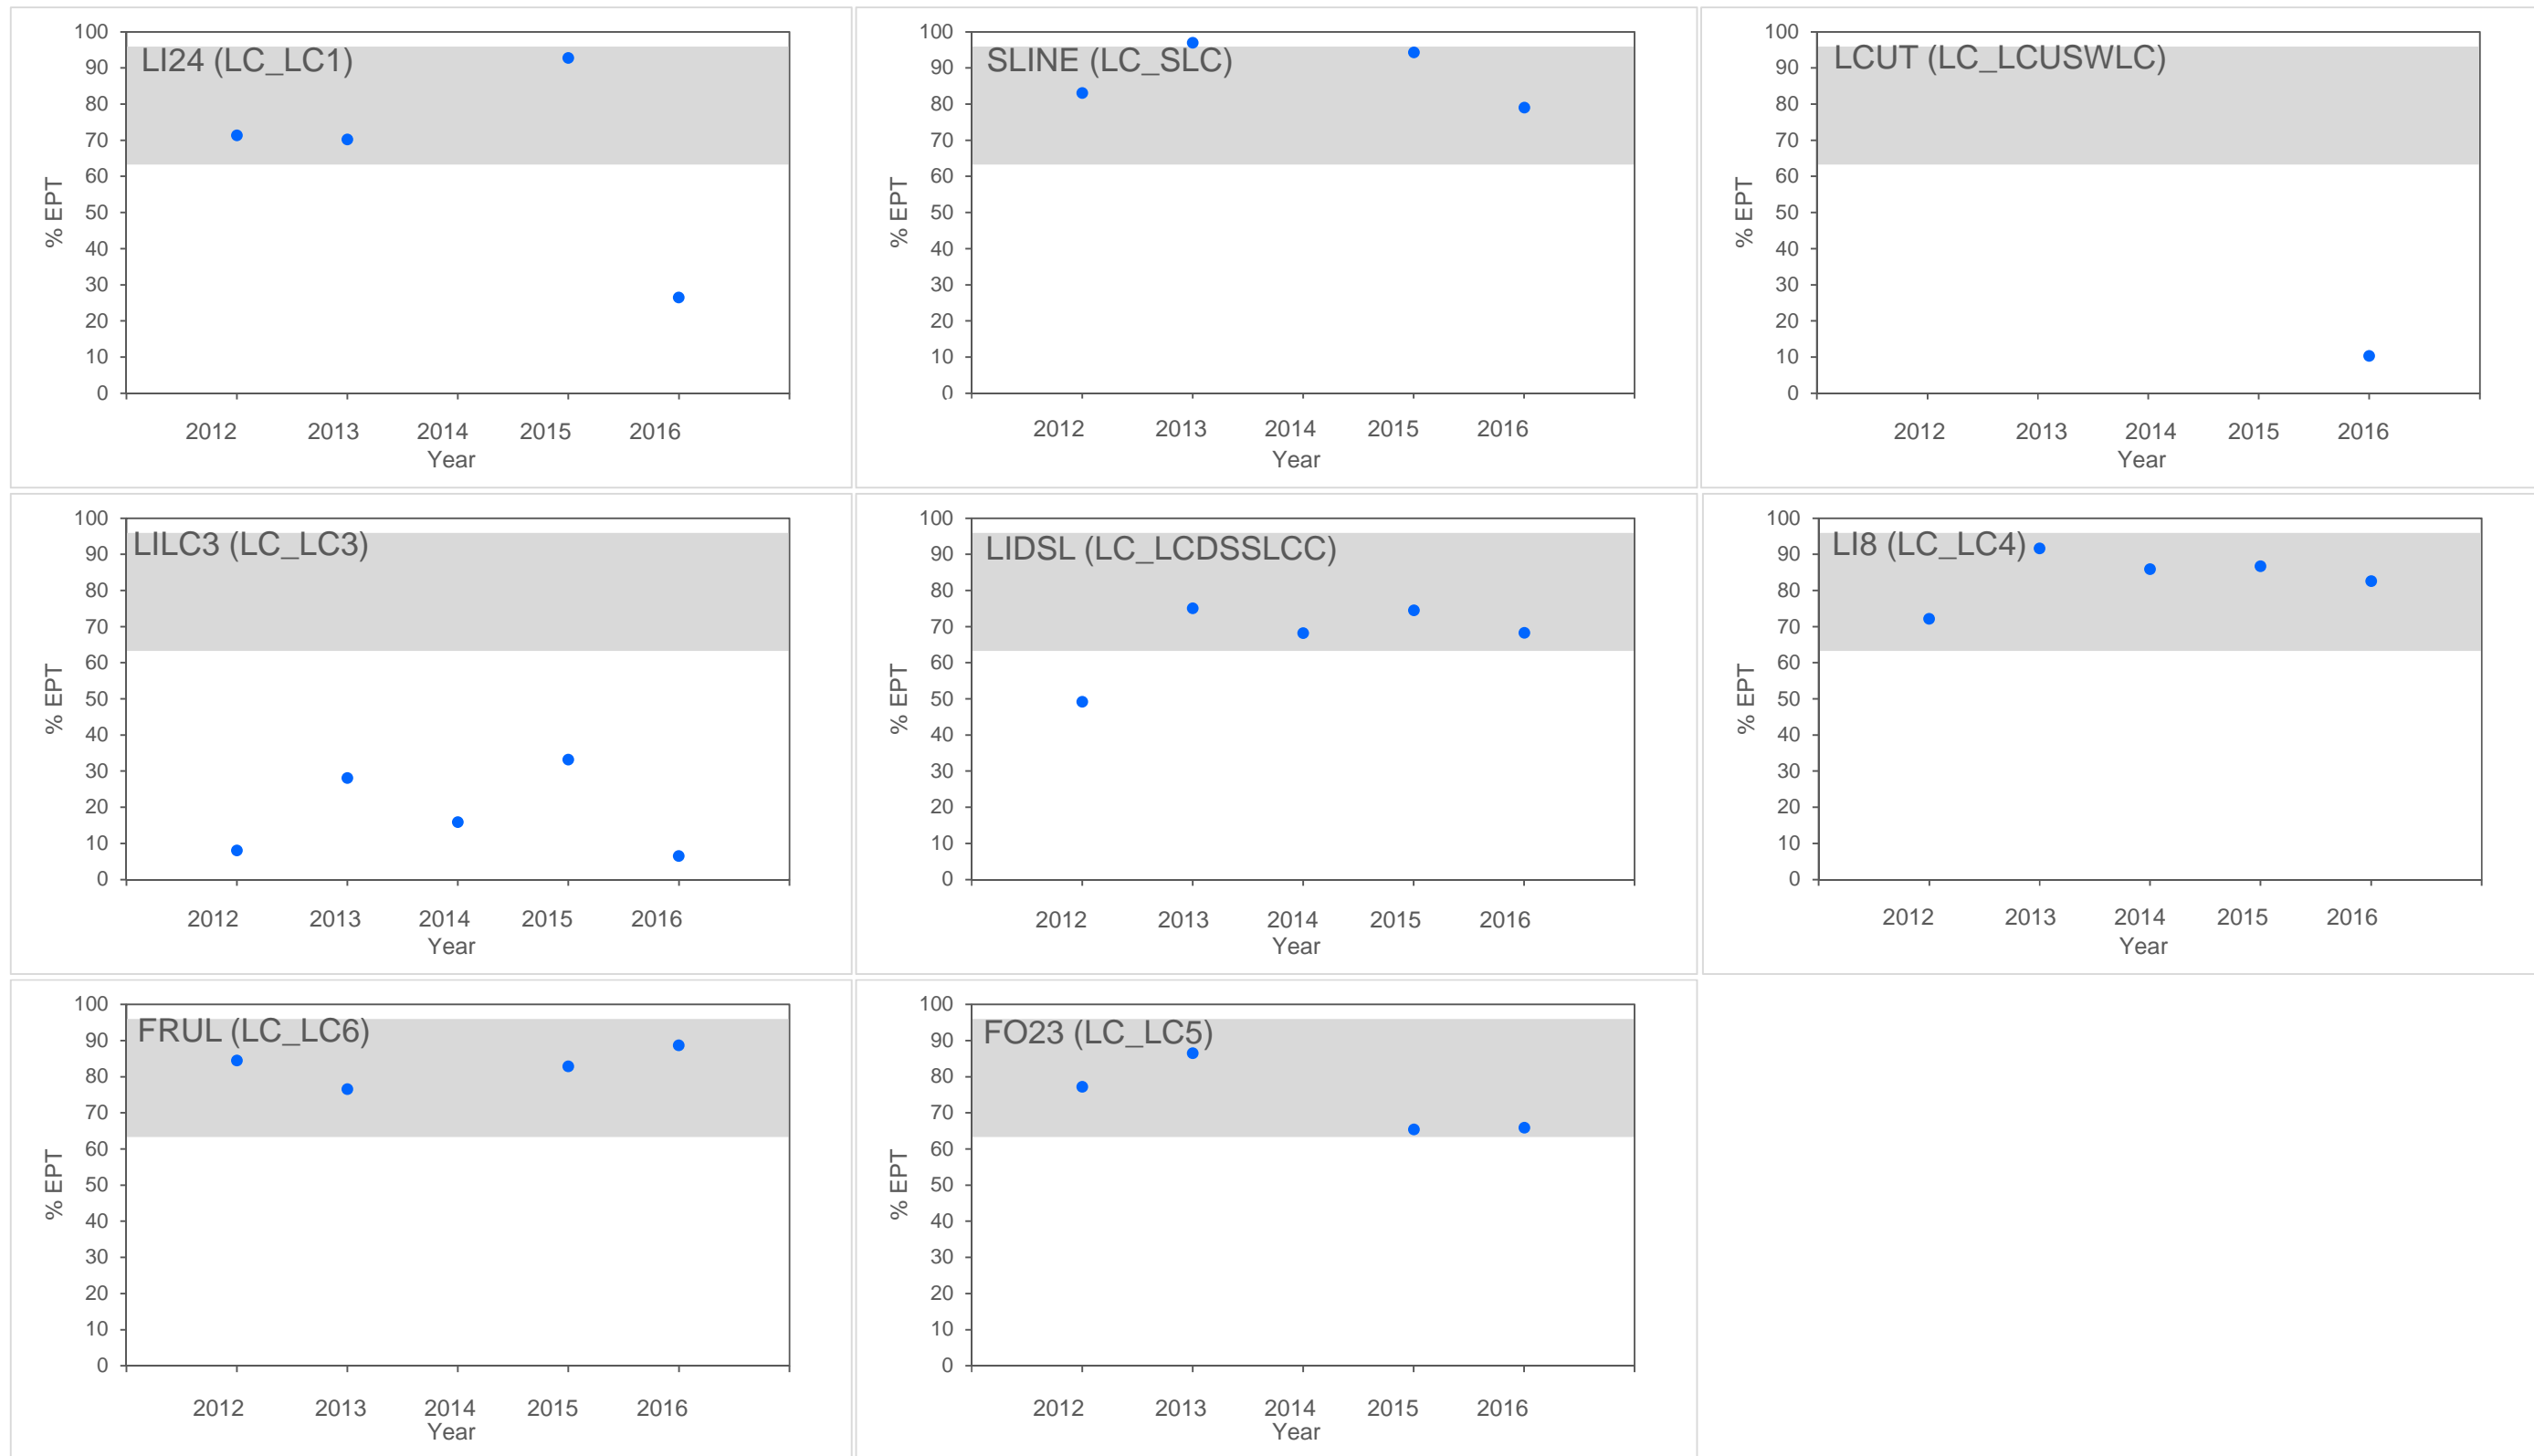 LI24 (LC_LC1)
% EPT
100
90
80
70
60
50
40
30
20
10
0
2012 2013 2014 2015 2016
Year
SLINE (LC_SLC)
% EPT
100
90
80
70
60
50
40
30
20
10
0
2012 2013 2014 2015 2016
Year
LCUT (LC_LCUSWLC)
% EPT
100
90
80
70
60
50
40
30
20
10
0
2012 2013 2014 2015 2016
Year
LILC3 (LC_LC3)
% EPT
100
90
80
70
60
50
40
30
20
10
0
2012 2013 2014 2015 2016
Year
LIDSL (LC_LCDSSLCC)
% EPT
100
90
80
70
60
50
40
30
20
10
0
2012 2013 2014 2015 2016
Year
LI8 (LC_LC4)
% EPT
100
90
80
70
60
50
40
30
20
10
0
2012 2013 2014 2015 2016
Year
FRUL (LC_LC6)
% EPT
100
90
80
70
60
50
40
30
20
10
0
2012 2013 2014 2015 2016
Year
FO23 (LC_LC5)
% EPT
100
90
80
70
60
50
40
30
20
10
0
2012 2013 2014 2015 2016
Year